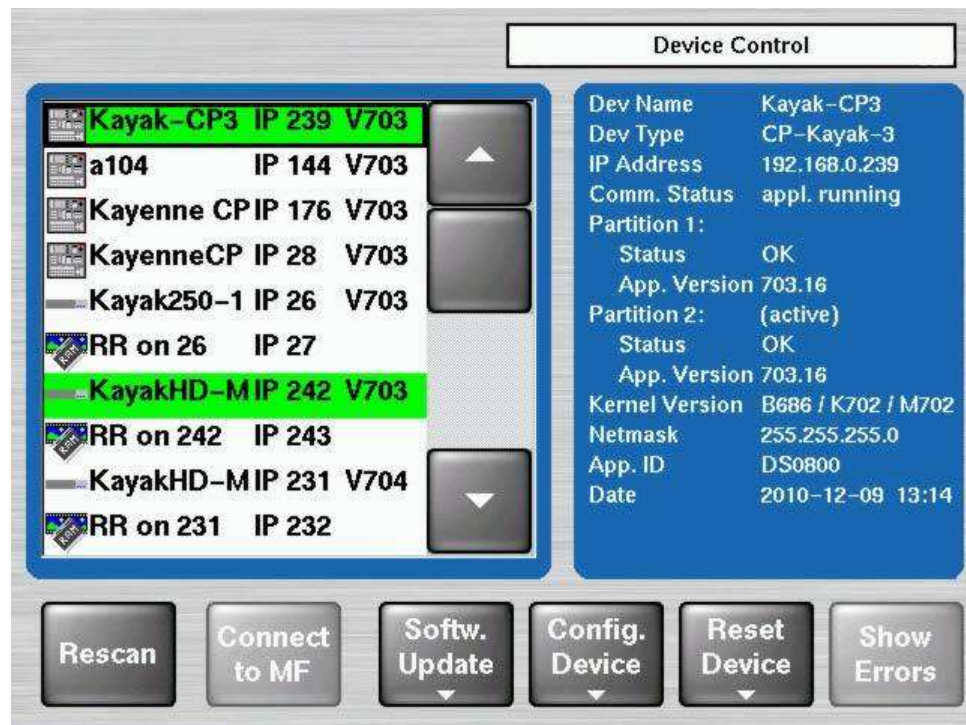 Device Control
Kayak-CP3 IP 239 V703
a104 IP 144 V703
Kayenne CP IP 176 V703
KayenneCP IP 28 V703
Kayak250-1 IP 26 V703
RR on 26 IP 27
KayakHD-M IP 242 V703
RR on 242 IP 243
KayakHD-M IP 231 V704
RR on 231 IP 232
Dev Name Kayak-CP3
Dev Type CP-Kayak-3
IP Address 192.168.0.239
Comm. Status appl. running
Partition 1:
Status OK
App. Version 703.16
Partition 2: (active)
Status OK
App. Version 703.16
Kernel Version B686 / K702 / M702
Netmask 255.255.255.0
App. ID DS0800
Date 2010-12-09 13:14
Rescan
Connect
to MF
Softw.
Update
Config.
Device
Reset
Device
Show
Errors